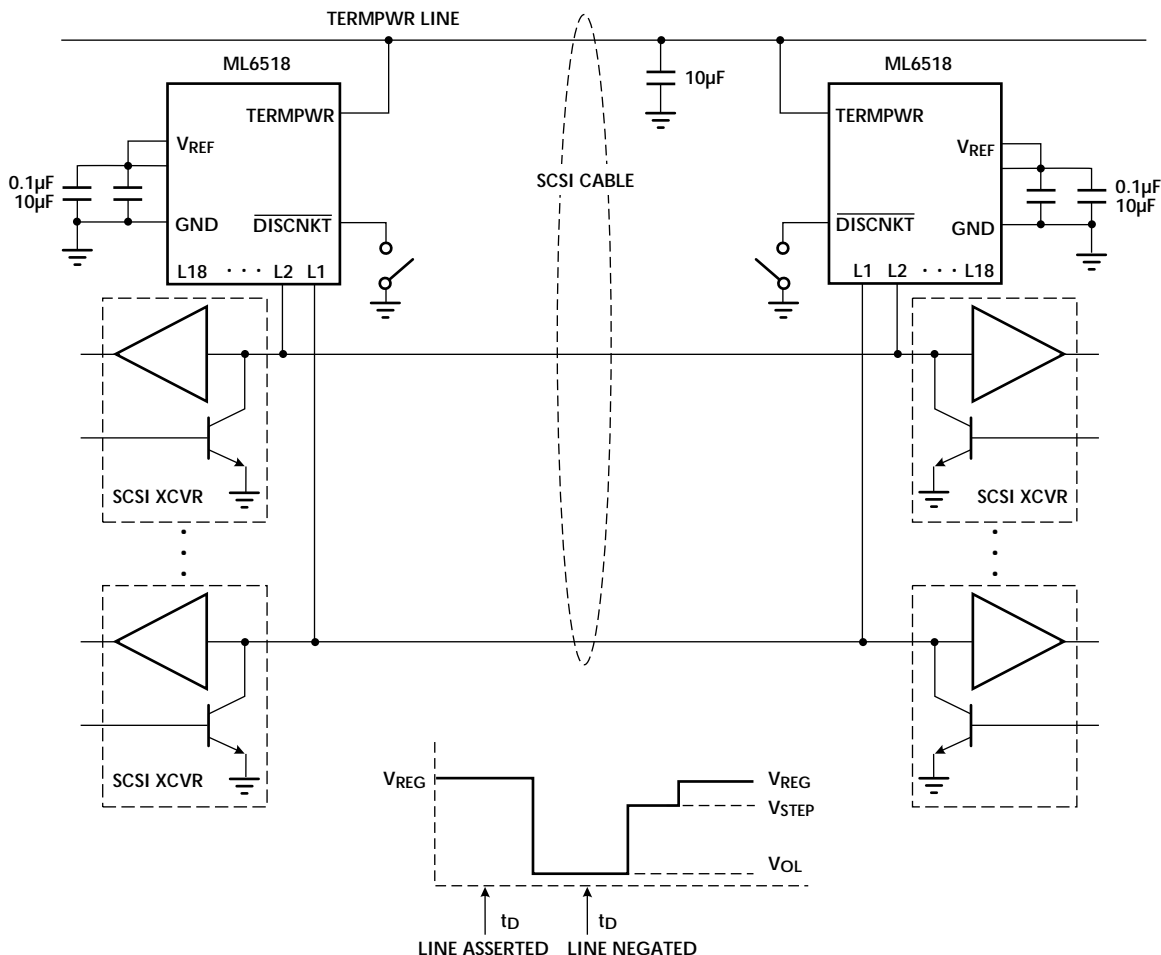 TERMPWR LINE
ML6518
ML6518
10µF
TERMPWR
TERMPWR
VREF
VREF
SCSI CABLE
0.1µF
10µF
0.1µF
10µF
GND
DISCNKT
DISCNKT
GND
L18 · · · L2 L1
L1 L2 · · · L18
SCSI XCVR
SCSI XCVR
SCSI XCVR
VREG
VREG
VSTEP
VOL
tD
tD
LINE ASSERTED
LINE NEGATED